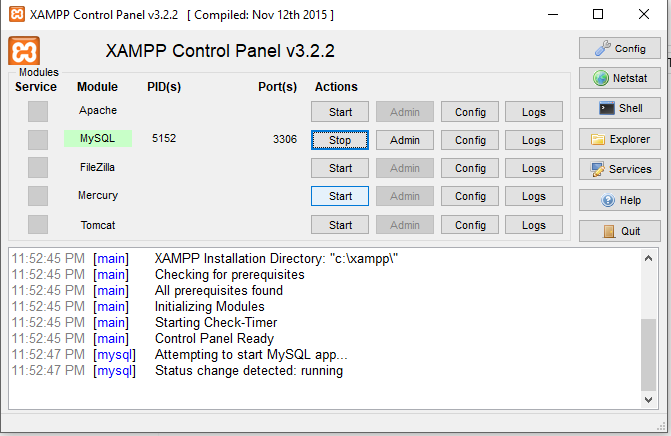 XAMPP Control Panel v3.2.2 [ Compiled: Nov 12th 2015 ]
XAMPP Control Panel v3.2.2
Config
Modules
Service Module PID(s) Port(s) Actions
Netstat
Apache Start Admin Config Logs
Shell
MySQL 5152 3306 Stop Admin Config Logs
Explorer
FileZilla Start Admin Config Logs
Services
Mercury Start Admin Config Logs
Help
Tomcat Start Admin Config Logs
Quit
11:52:45 PM [main] XAMPP Installation Directory: "c:\xampp\"
11:52:45 PM [main] Checking for prerequisites
11:52:45 PM [main] All prerequisites found
11:52:45 PM [main] Initializing Modules
11:52:45 PM [main] Starting Check-Timer
11:52:45 PM [main] Control Panel Ready
11:52:47 PM [mysql] Attempting to start MySQL app...
11:52:47 PM [mysql] Status change detected: running